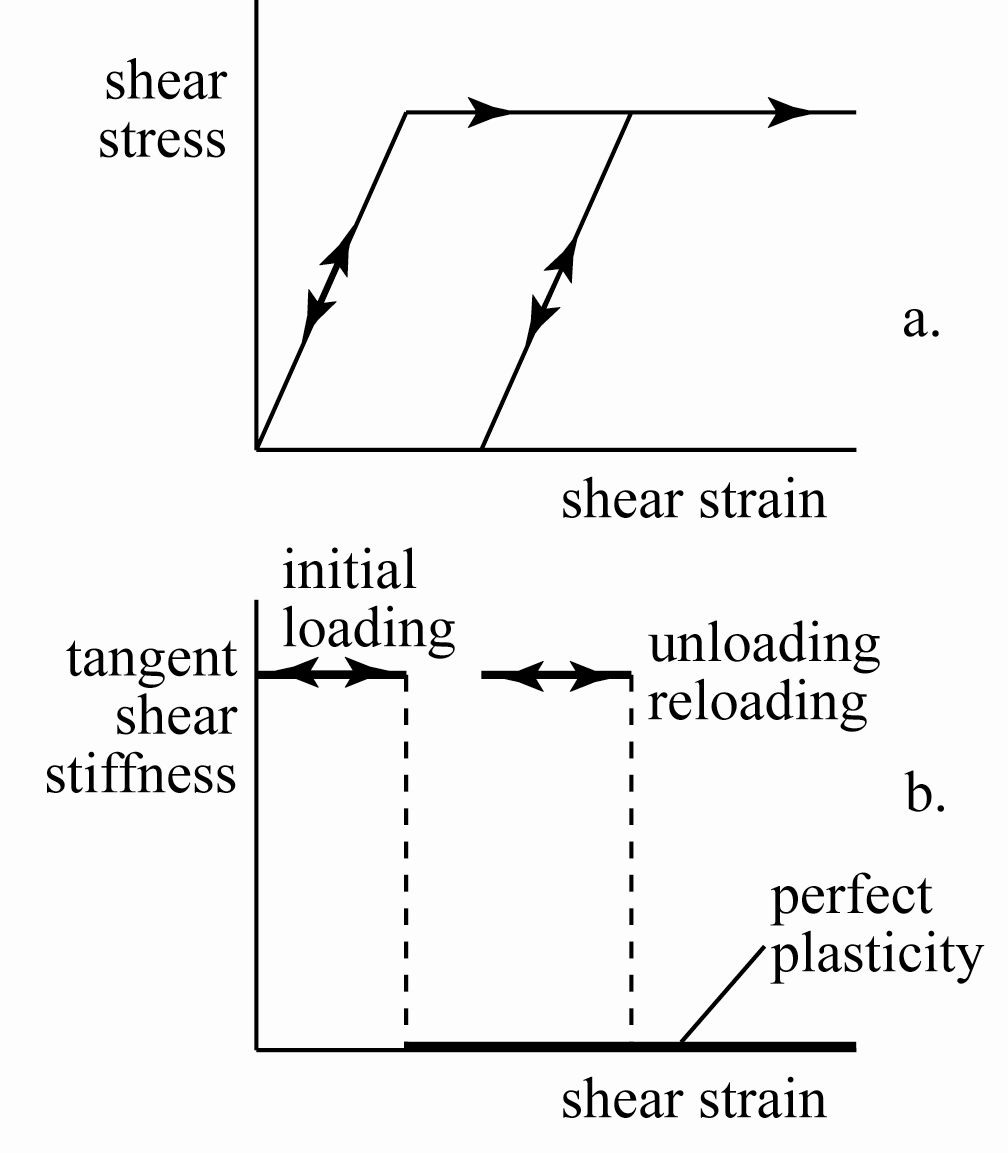 shear
stress
a.
shear strain
initial
loading
tangent
shear
stiffness
unloading
reloading
b.
perfect
plasticity
shear strain